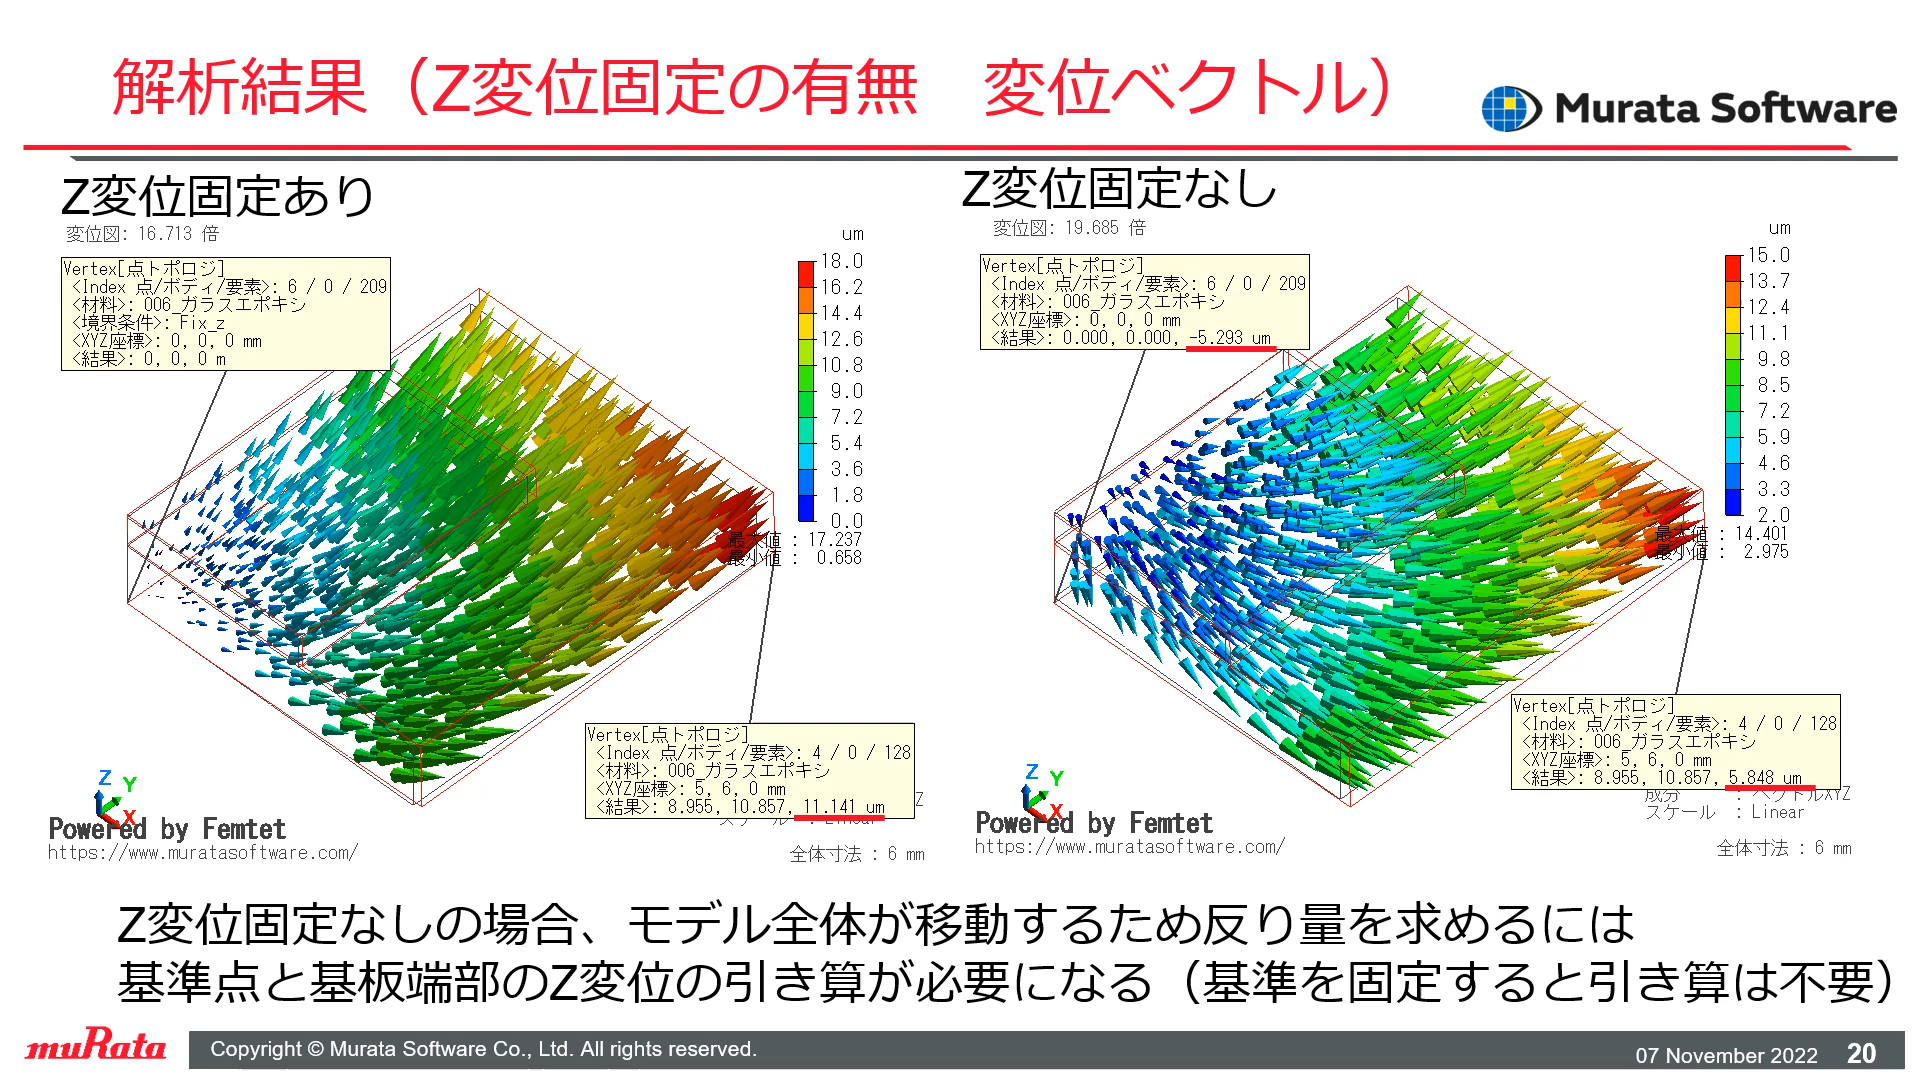 解析結果（Z変位固定の有無　変位ベクトル）
Murata Software
Z変位固定あり
変位図: 16.713 倍
Vertex[点トポロジ]
<Index 点/ボディ/要素>: 6 / 0 / 209
<材料>: 006_ガラスエポキシ
<境界条件>: Fix_z
<XYZ座標>: 0, 0, 0 mm
<結果>: 0, 0, 0 m
um
18.0
16.2
14.4
12.6
10.8
9.0
7.2
5.4
3.6
1.8
0.0
最大値 : 17.237
最小値 : 0.658
Vertex[点トポロジ]
<Index 点/ボディ/要素>: 4 / 0 / 128
<材料>: 006_ガラスエポキシ
<XYZ座標>: 5, 6, 0 mm
<結果>: 8.955, 10.857, 11.141 um
Z
スケール : Linear
Z Y X
Powered by Femtet
https://www.muratasoftware.com/
全体寸法 : 6 mm
Z変位固定なし
変位図: 19.685 倍
Vertex[点トポロジ]
<Index 点/ボディ/要素>: 6 / 0 / 209
<材料>: 006_ガラスエポキシ
<XYZ座標>: 0, 0, 0 mm
<結果>: 0.000, 0.000, -5.293 um
um
15.0
13.7
12.4
11.1
9.8
8.5
7.2
5.9
4.6
3.3
2.0
最大値 : 14.401
最小値 : 2.975
Vertex[点トポロジ]
<Index 点/ボディ/要素>: 4 / 0 / 128
<材料>: 006_ガラスエポキシ
<XYZ座標>: 5, 6, 0 mm
<結果>: 8.955, 10.857, 5.848 um
成分 : ベクトルXYZ
スケール : Linear
Z Y X
Powered by Femtet
https://www.muratasoftware.com/
全体寸法 : 6 mm
Z変位固定なしの場合、モデル全体が移動するため反り量を求めるには
基準点と基板端部のZ変位の引き算が必要になる（基準を固定すると引き算は不要）
muRata
Copyright © Murata Software Co., Ltd. All rights reserved.
07 November 2022
20